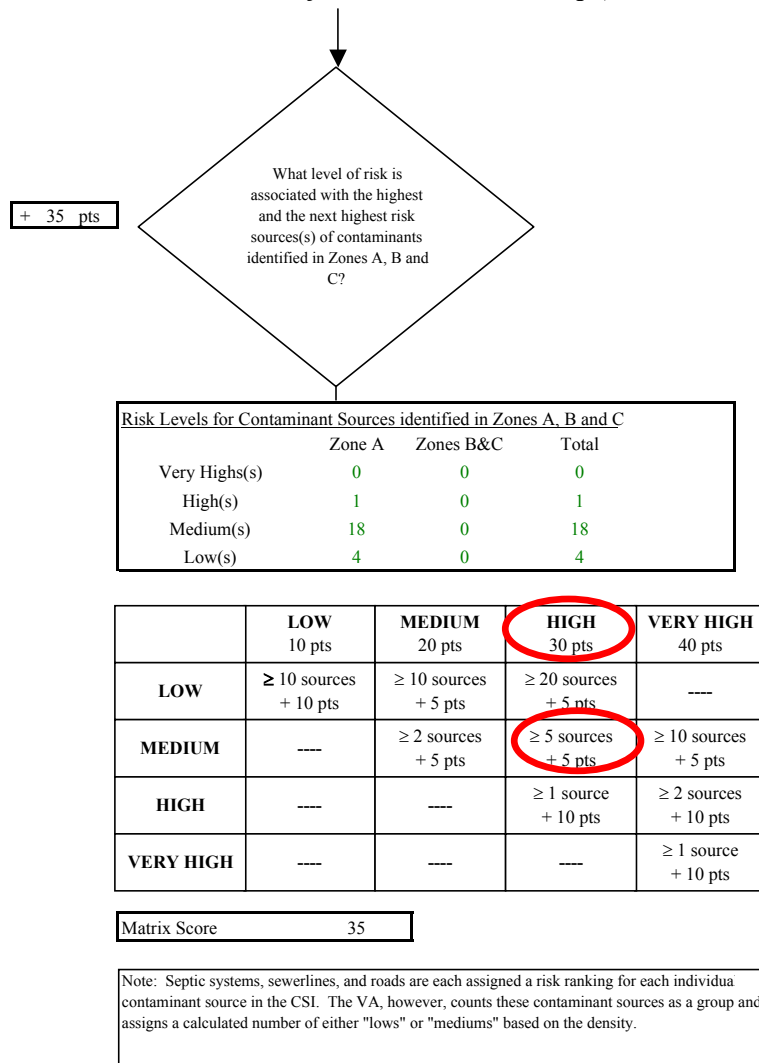 What level of risk is
associated with the highest
and the next highest risk
sources(s) of contaminants
identified in Zones A, B and
C?
+ 35 pts
Risk Levels for Contaminant Sources identified in Zones A, B and C
Zone A Zones B&C Total
Very Highs(s) 0 0 0
High(s) 1 0 1
Medium(s) 18 0 18
Low(s) 4 0 4
LOW MEDIUM HIGH VERY HIGH
10 pts 20 pts 30 pts 40 pts
LOW ≥ 10 sources ≥ 10 sources ≥ 20 sources ----
+ 10 pts + 5 pts + 5 pts
MEDIUM ---- ≥ 2 sources ≥ 5 sources ≥ 10 sources
+ 5 pts + 5 pts + 5 pts
HIGH ---- ---- ≥ 1 source ≥ 2 sources
+ 10 pts + 10 pts
VERY HIGH ---- ---- ---- ≥ 1 source
+ 10 pts
Matrix Score 35
Note: Septic systems, sewerlines, and roads are each assigned a risk ranking for each individua
contaminant source in the CSI. The VA, however, counts these contaminant sources as a group and
assigns a calculated number of either "lows" or "mediums" based on the density.